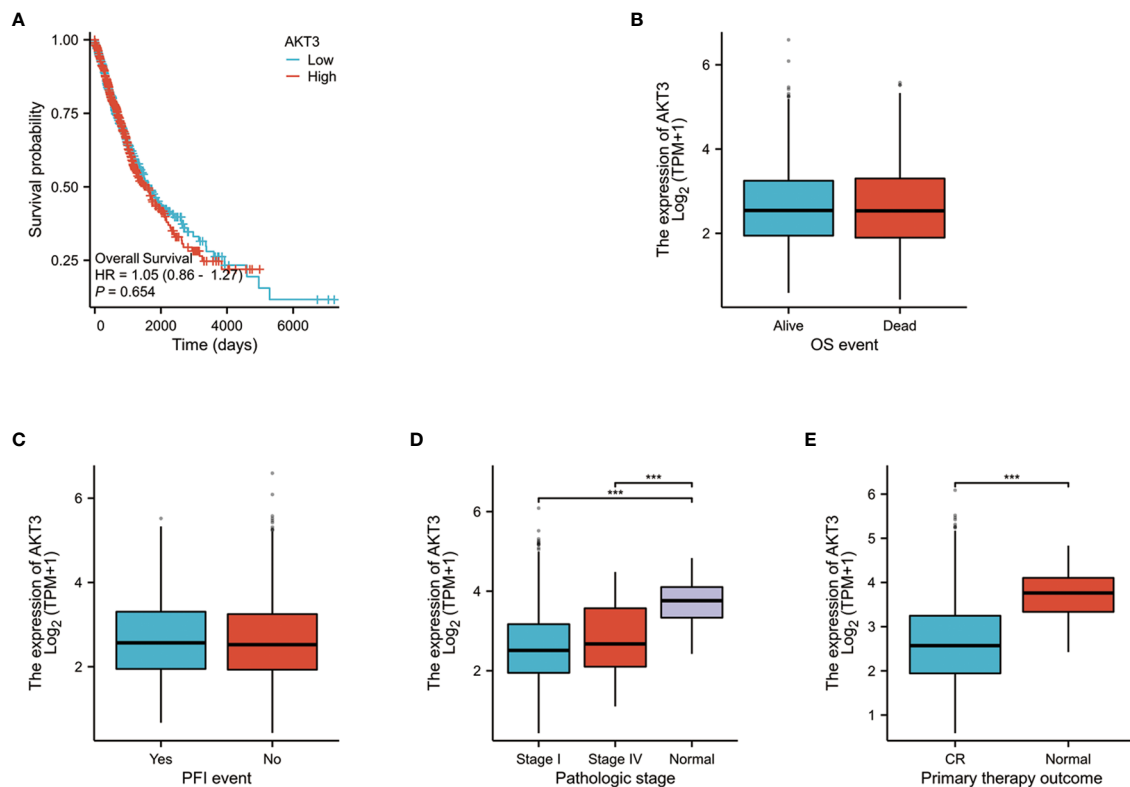 A
1.00
0.75
0.50
0.25
Survival probability
AKT3
Low
High
Overall Survival
HR = 1.05 (0.86 - 1.27)
P = 0.654
0 2000 4000 6000
Time (days)
B
The expression of AKT3
Log2 (TPM+1)
6
4
2
Alive Dead
OS event
C
The expression of AKT3
Log2 (TPM+1)
6
4
2
Yes No
PFI event
D
The expression of AKT3
Log2 (TPM+1)
6
4
2
***
***
Stage I Stage IV Normal
Pathologic stage
E
The expression of AKT3
Log2 (TPM+1)
6
5
4
3
2
1
***
CR Normal
Primary therapy outcome